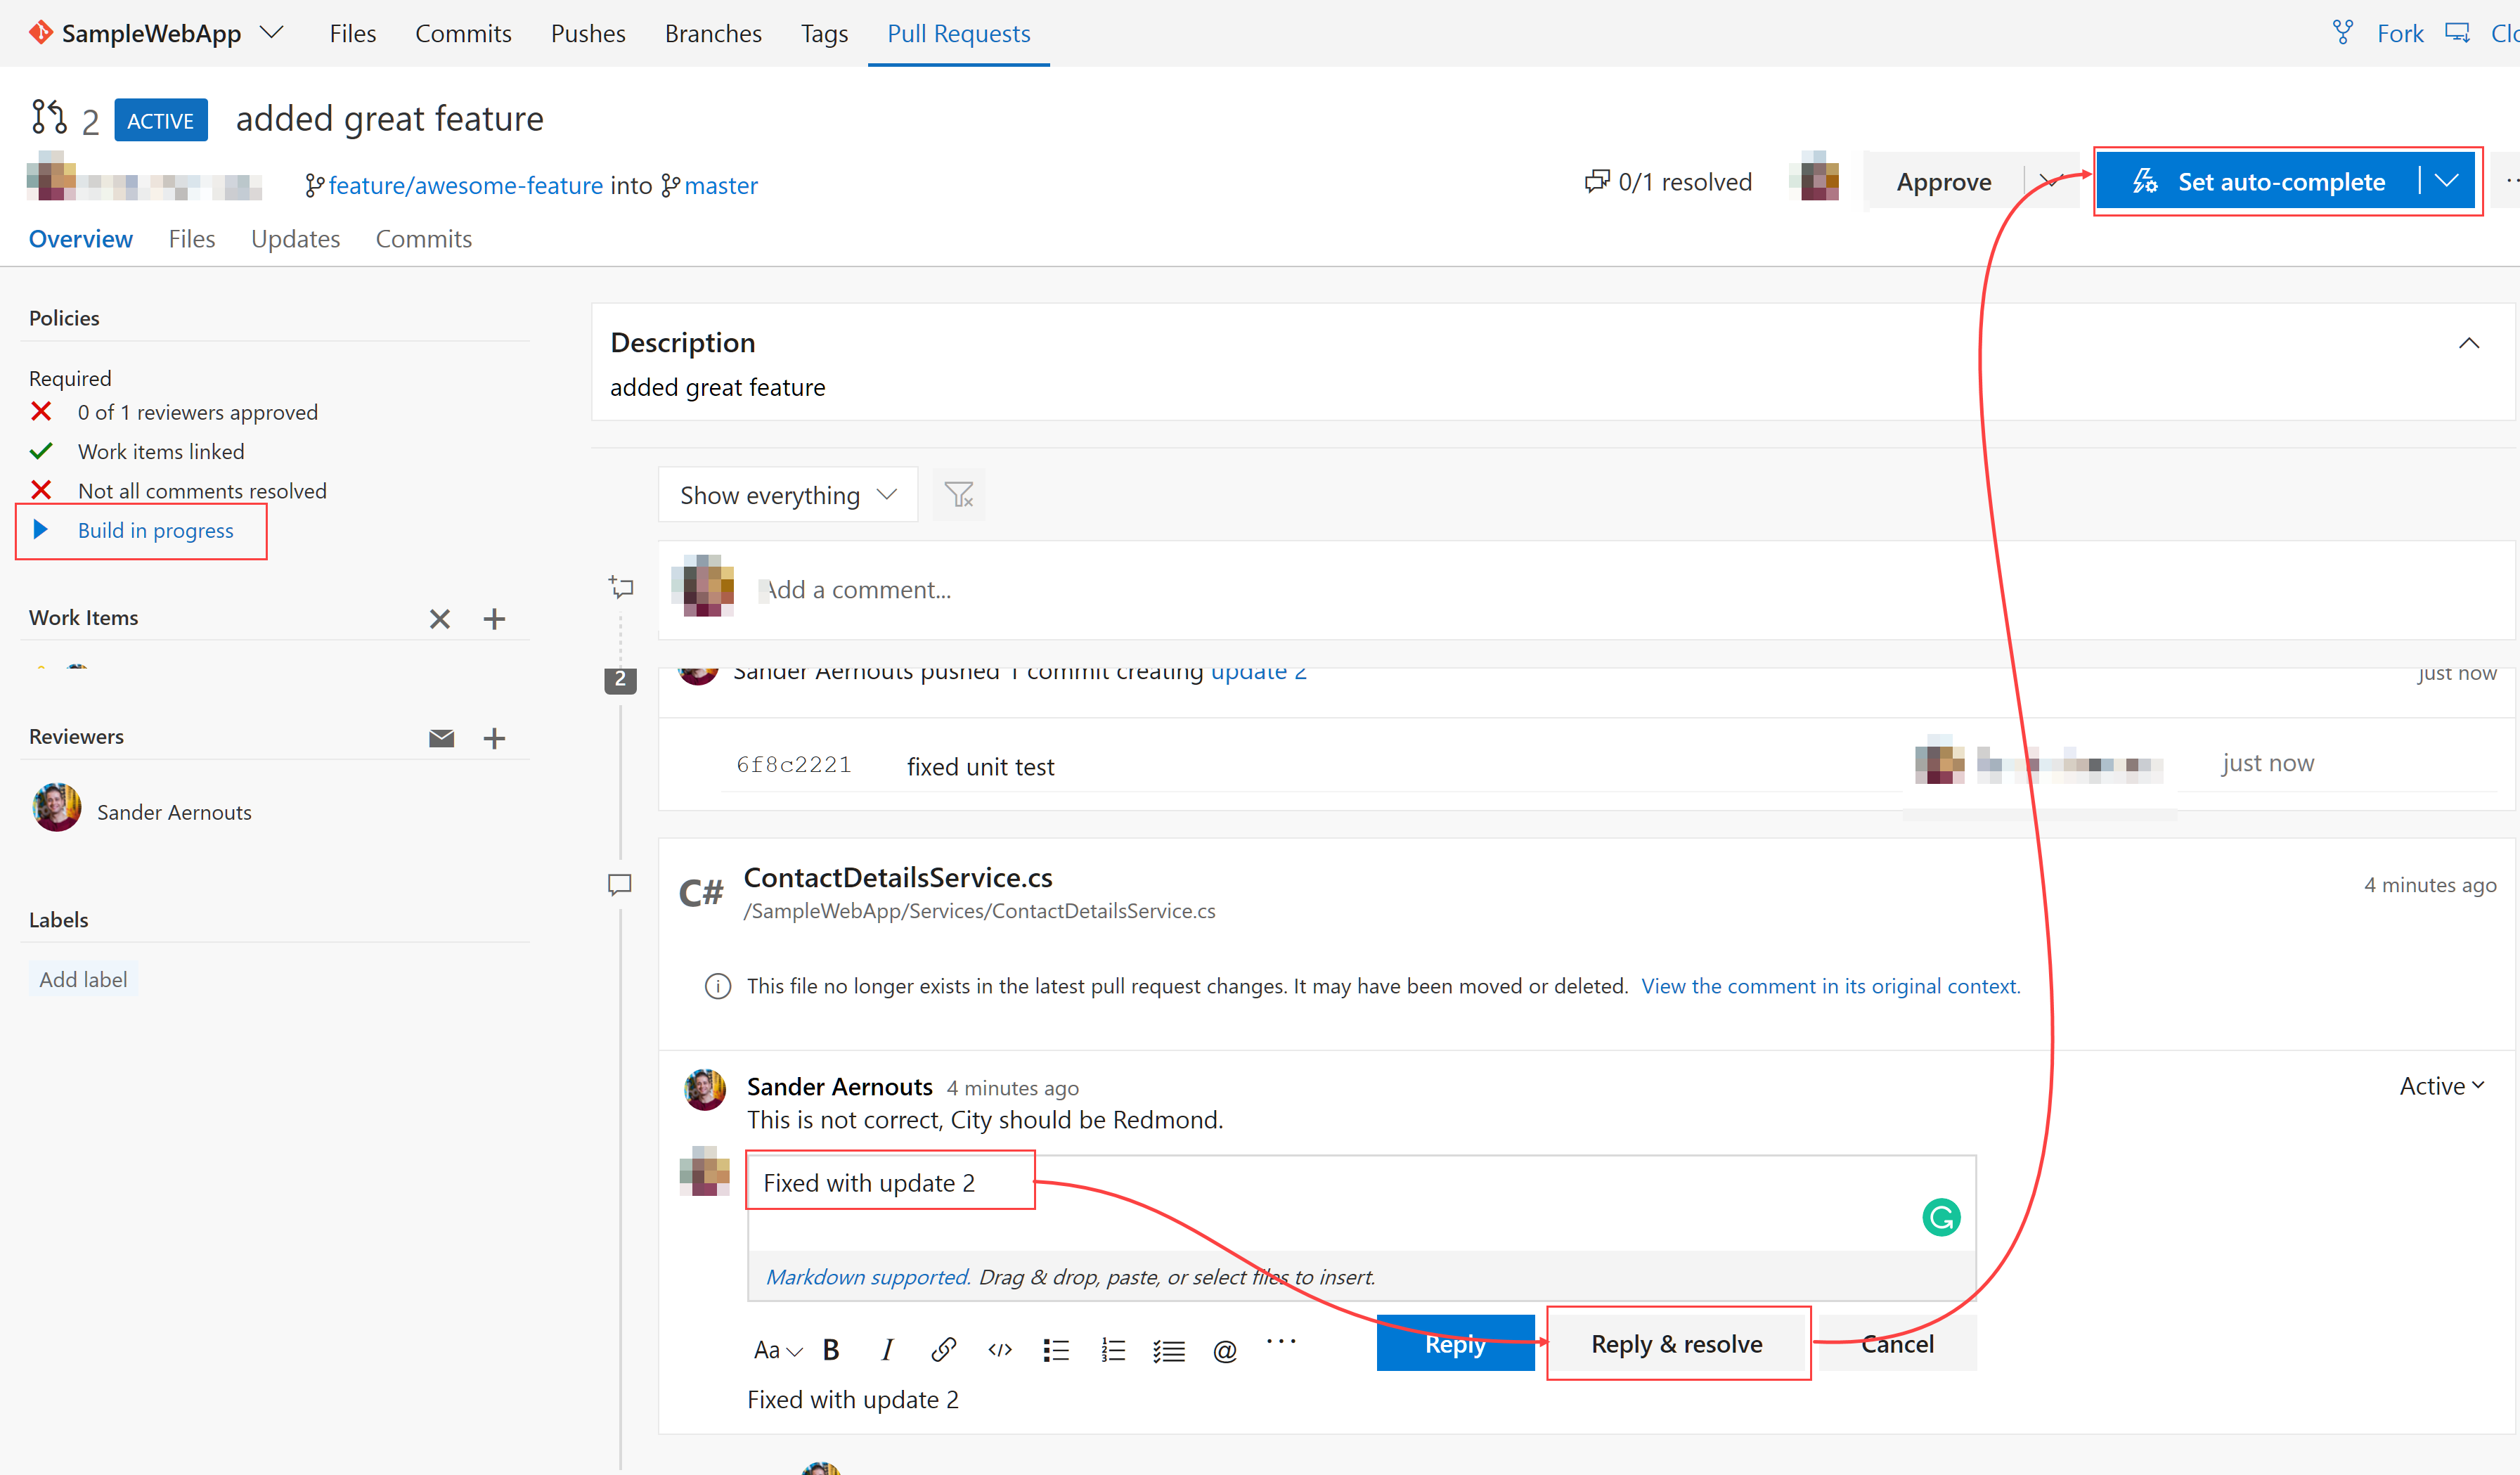 SampleWebApp Files Commits Pushes Branches Tags Pull Requests Fork
2 ACTIVE added great feature
feature/awesome-feature into master 0/1 resolved Approve Set auto-complete
Overview Files Updates Commits
Policies
Required
0 of 1 reviewers approved
Work items linked
Not all comments resolved
Build in progress
Work Items
Reviewers
Sander Aernouts
Labels
Add label
Description
added great feature
Show everything
Add a comment...
2 Sander Aernouts pushed 1 commit creating update 2 just now
6f8c2221 fixed unit test just now
C# ContactDetailsService.cs 4 minutes ago
/SampleWebApp/Services/ContactDetailsService.cs
This file no longer exists in the latest pull request changes. It may have been moved or deleted. View the comment in its original context.
Sander Aernouts 4 minutes ago Active
This is not correct, City should be Redmond.
Fixed with update 2
Markdown supported. Drag & drop, paste, or select files to insert.
Aa B I Reply Reply & resolve Cancel
Fixed with update 2